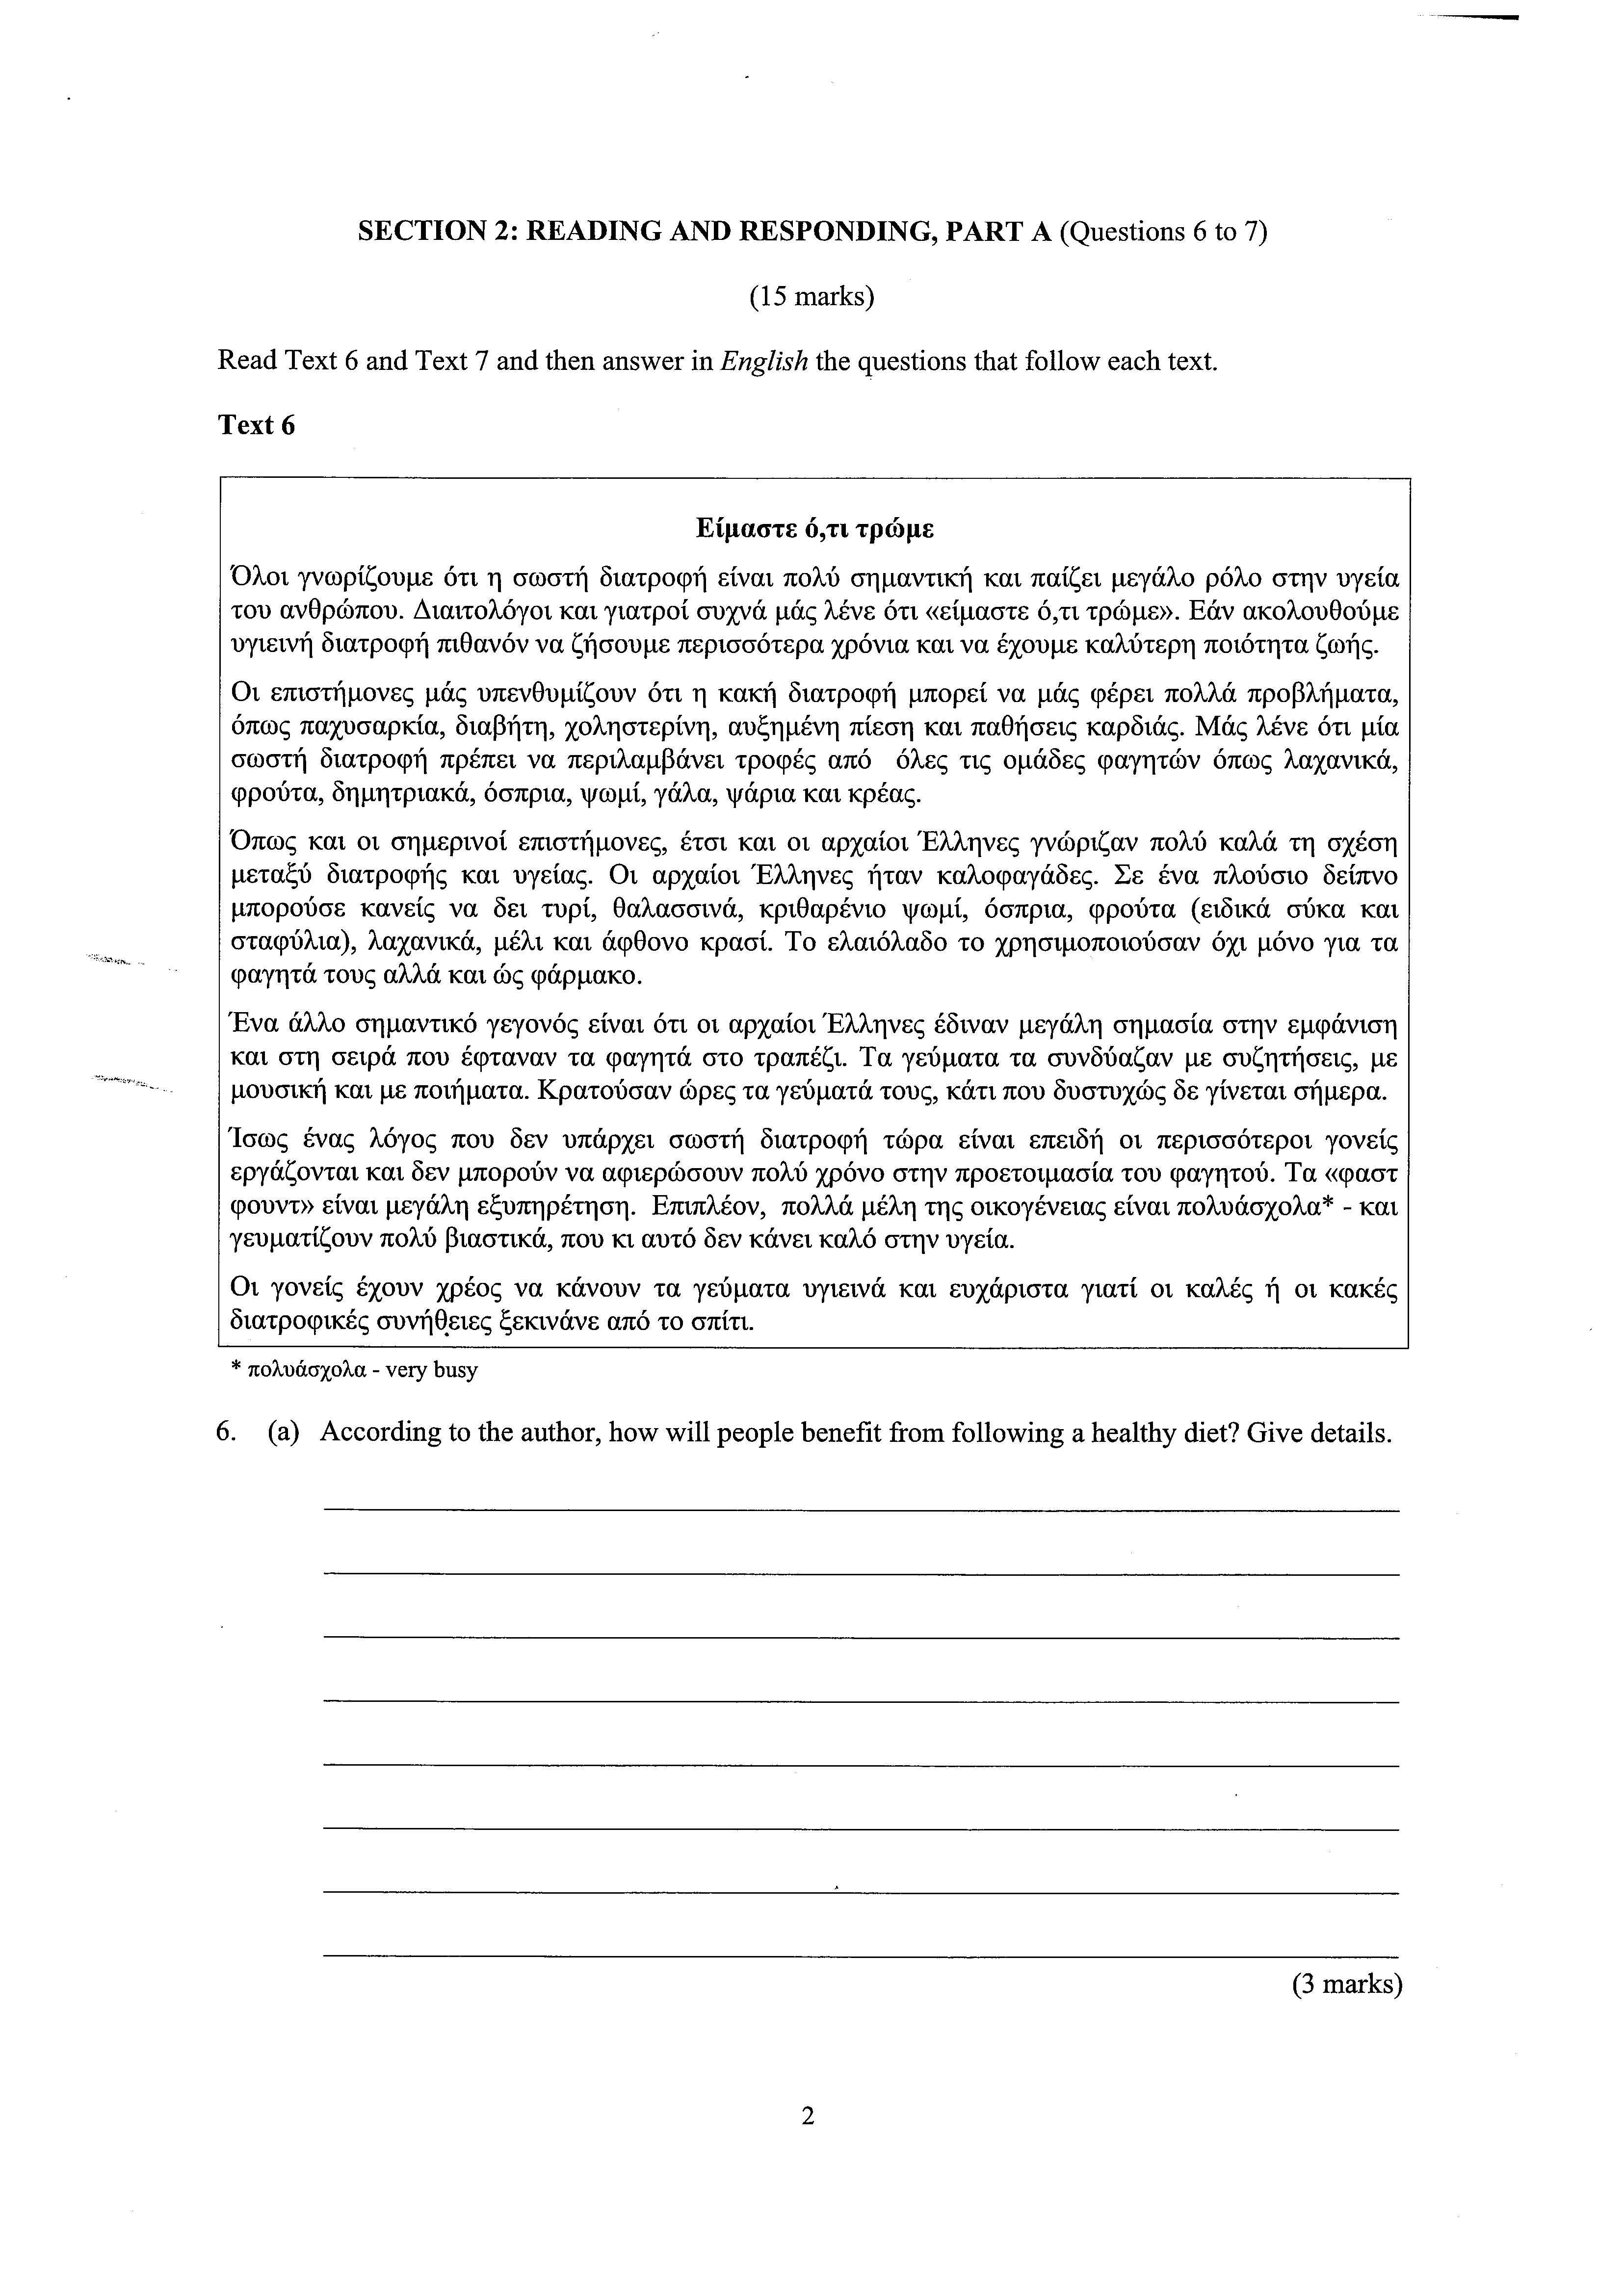 SECTION 2: READING AND RESPONDING, PART A (Questions 6 to 7)
(15 marks)
Read Text 6 and Text 7 and then answer in English the questions that follow each text.
Text 6
Είμαστε ό,τι τρώμε
Όλοι γνωρίζουμε ότι η σωστή διατροφή είναι πολύ σημαντική και παίζει μεγάλο ρόλο στην υγεία
του ανθρώπου. Διαιτολόγοι και γιατροί συχνά μάς λένε ότι «είμαστε ό,τι τρώμε». Εάν ακολουθούμε
υγιεινή διατροφή πιθανόν να ζήσουμε περισσότερα χρόνια και να έχουμε καλύτερη ποιότητα ζωής.
Οι επιστήμονες μάς υπενθυμίζουν ότι η κακή διατροφή μπορεί να μάς φέρει πολλά προβλήματα,
όπως παχυσαρκία, διαβήτη, χοληστερίνη, αυξημένη πίεση και παθήσεις καρδιάς. Μάς λένε ότι μία
σωστή διατροφή πρέπει να περιλαμβάνει τροφές από όλες τις ομάδες φαγητών όπως λαχανικά,
φρούτα, δημητριακά, όσπρια, ψωμί, γάλα, ψάρια και κρέας.
Όπως και οι σημερινοί επιστήμονες, έτσι και οι αρχαίοι Έλληνες γνώριζαν πολύ καλά τη σχέση
μεταξύ διατροφής και υγείας. Οι αρχαίοι Έλληνες ήταν καλοφαγάδες. Σε ένα πλούσιο δείπνο
μπορούσε κανείς να δει τυρί, θαλασσινά, κριθαρένιο ψωμί, όσπρια, φρούτα (ειδικά σύκα και
σταφύλια), λαχανικά, μέλι και άφθονο κρασί. Το ελαιόλαδο το χρησιμοποιούσαν όχι μόνο για τα
φαγητά τους αλλά και ώς φάρμακο.
Ένα άλλο σημαντικό γεγονός είναι ότι οι αρχαίοι Έλληνες έδιναν μεγάλη σημασία στην εμφάνιση
και στη σειρά που έφταναν τα φαγητά στο τραπέζι. Τα γεύματα τα συνδύαζαν με συζητήσεις, με
μουσική και με ποιήματα. Κρατούσαν ώρες τα γεύματά τους, κάτι που δυστυχώς δε γίνεται σήμερα.
Ίσως ένας λόγος που δεν υπάρχει σωστή διατροφή τώρα είναι επειδή οι περισσότεροι γονείς
εργάζονται και δεν μπορούν να αφιερώσουν πολύ χρόνο στην προετοιμασία του φαγητού. Τα «φαστ
φουντ» είναι μεγάλη εξυπηρέτηση. Επιπλέον, πολλά μέλη της οικογένειας είναι πολυάσχολα* - και
γευματίζουν πολύ βιαστικά, που κι αυτό δεν κάνει καλό στην υγεία.
Οι γονείς έχουν χρέος να κάνουν τα γεύματα υγιεινά και ευχάριστα γιατί οι καλές ή οι κακές
διατροφικές συνήθειες ξεκινάνε από το σπίτι.
* πολυάσχολα - very busy
6. (a) According to the author, how will people benefit from following a healthy diet? Give details.
(3 marks)
2